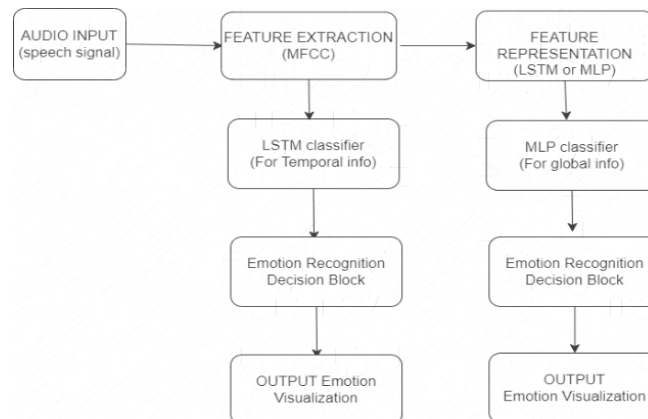 AUDIO INPUT
(speech signal)
FEATURE EXTRACTION
(MFCC)
FEATURE
REPRESENTATION
(LSTM or MLP)
LSTM classifier
(For Temporal info)
MLP classifier
(For global info)
Emotion Recognition
Decision Block
Emotion Recognition
Decision Block
OUTPUT Emotion
Visualization
OUTPUT
Emotion Visualization